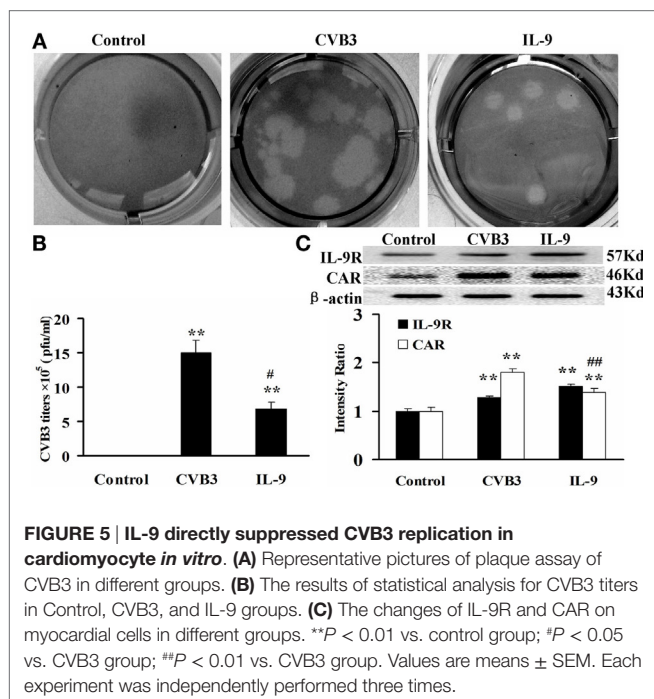 A
Control
CVB3
IL-9
B
CVB3 titers ×10⁵ (pfu/ml)
20
15
10
5
0
**
#
**
Control
CVB3
IL-9
C
Control
CVB3
IL-9
IL-9R
57Kd
CAR
46Kd
β-actin
43Kd
Intensity Ratio
3
2
1
0
IL-9R
CAR
**
**
**
##
**
Control
CVB3
IL-9
FIGURE 5 | IL-9 directly suppressed CVB3 replication in
cardiomyocyte in vitro. (A) Representative pictures of plaque assay of
CVB3 in different groups. (B) The results of statistical analysis for CVB3 titers
in Control, CVB3, and IL-9 groups. (C) The changes of IL-9R and CAR on
myocardial cells in different groups. **P < 0.01 vs. control group; #P < 0.05
vs. CVB3 group; ##P < 0.01 vs. CVB3 group. Values are means ± SEM. Each
experiment was independently performed three times.